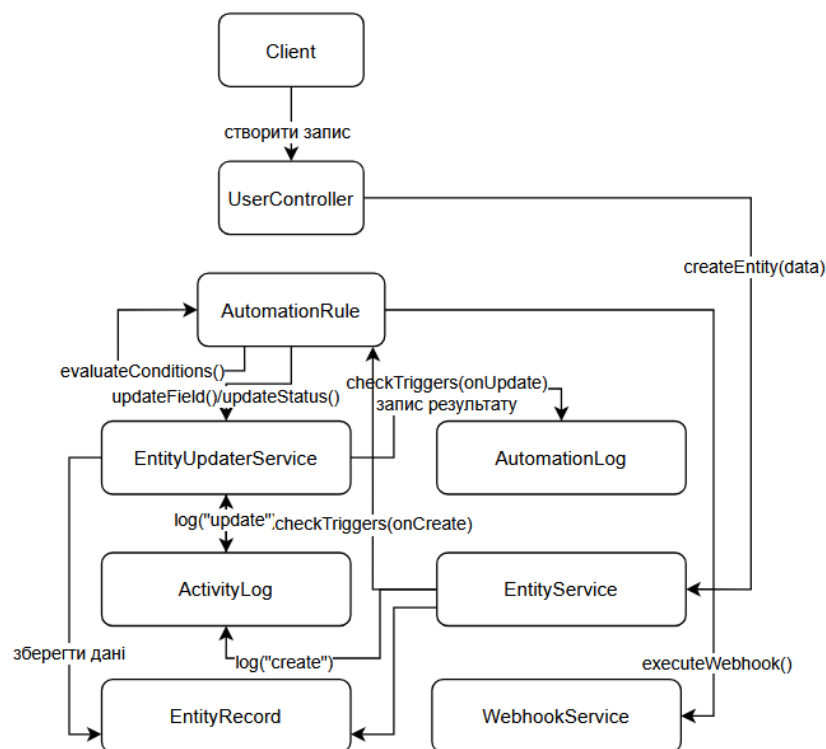 Client
створити запис
UserController
createEntity(data)
AutomationRule
evaluateConditions()
updateField()/updateStatus()
checkTriggers(onUpdate)
запис результату
EntityUpdaterService
AutomationLog
log("update")
checkTriggers(onCreate)
ActivityLog
EntityService
зберегти дані
log("create")
executeWebhook()
EntityRecord
WebhookService